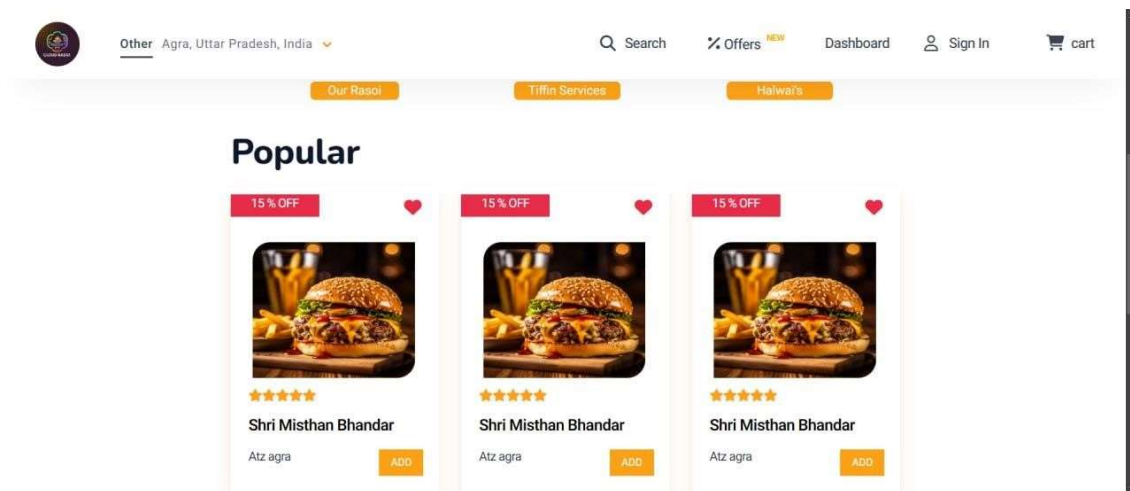 CLOUD RASOI
Other Agra, Uttar Pradesh, India Search Offers NEW Dashboard Sign In cart
Our Rasoi Tiffin Services Halwai's
Popular
15 % OFF 15 % OFF 15 % OFF
Shri Misthan Bhandar Shri Misthan Bhandar Shri Misthan Bhandar
Atz agra ADD Atz agra ADD Atz agra ADD